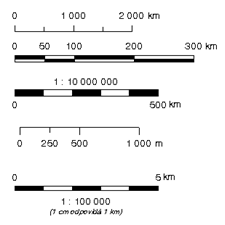 0 1 000 2 000 km
0 50 100 200 300 km
1 : 10 000 000
0 500 km
0 250 500 1 000 m
0 5 km
1 : 100 000
(1 cm odpovídá 1 km)